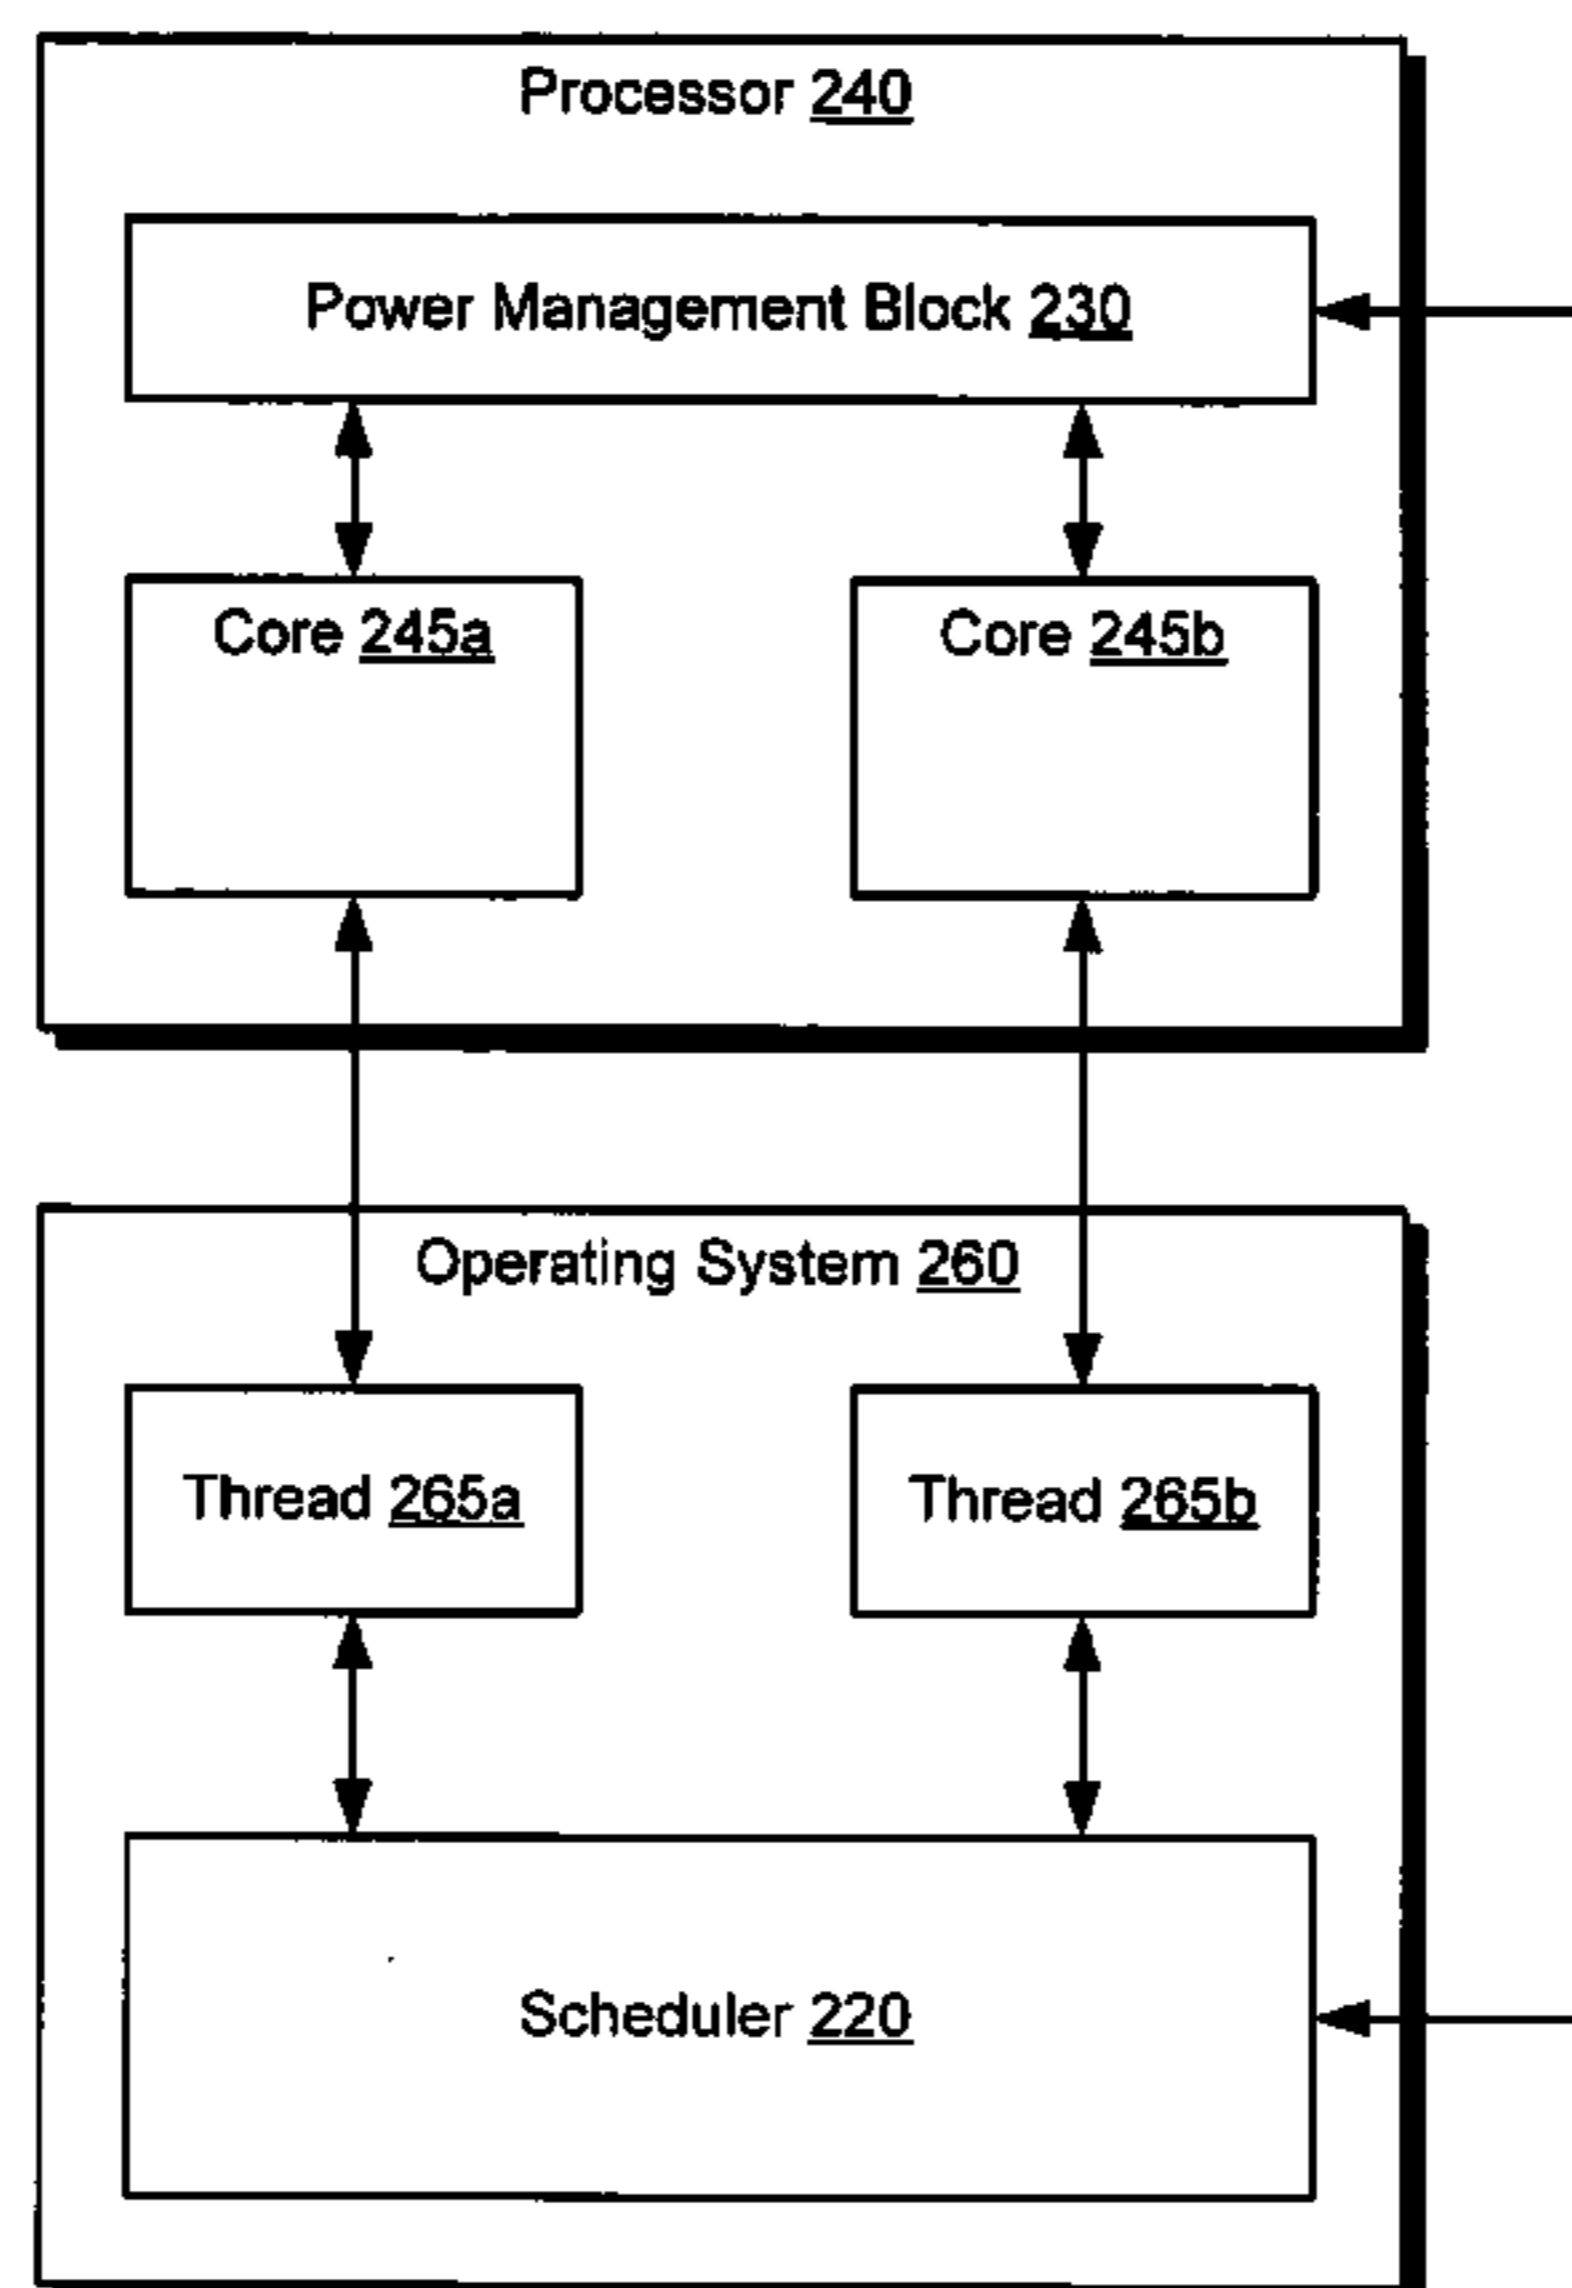 Processor 240
Power Management Block 230
Core 245a
Core 245b
Operating System 260
Thread 265a
Thread 265b
Scheduler 220